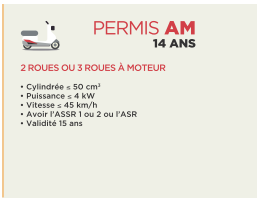 PERMIS AM
14 ANS
2 ROUES OU 3 ROUES À MOTEUR
• Cylindrée ≤ 50 cm³
• Puissance ≤ 4 kW
• Vitesse ≤ 45 km/h
• Avoir l'ASSR 1 ou 2 ou l'ASR
• Validité 15 ans